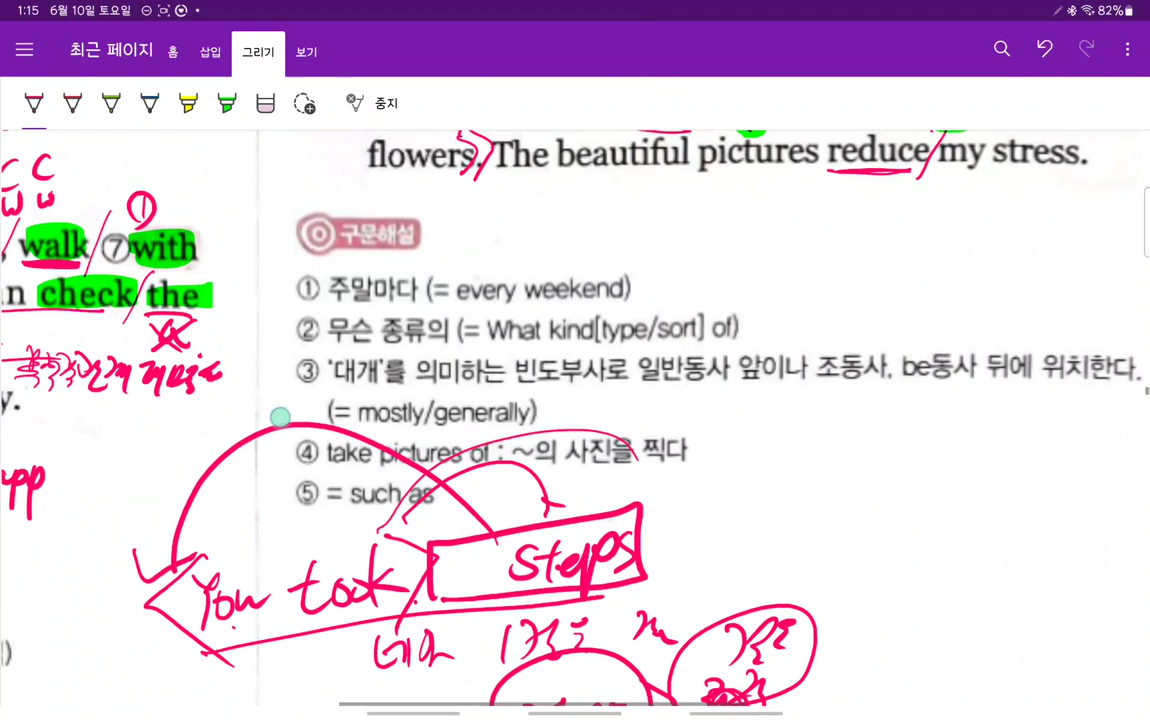 1:15 6월 10일 토요일 82%
최근 페이지 홈 삽입 그리기 보기
중지
flowers. The beautiful pictures reduce my stress.
C C
W W
①
walk ⑦with
n check the
y.
구문해설
① 주말마다 (= every weekend)
② 무슨 종류의 (= What kind[type/sort] of)
③ '대개'를 의미하는 빈도부사로 일반동사 앞이나 조동사, be동사 뒤에 위치한다.
(= mostly/generally)
④ take pictures of : ~의 사진을 찍다
⑤ = such as
pp
You took steps
)